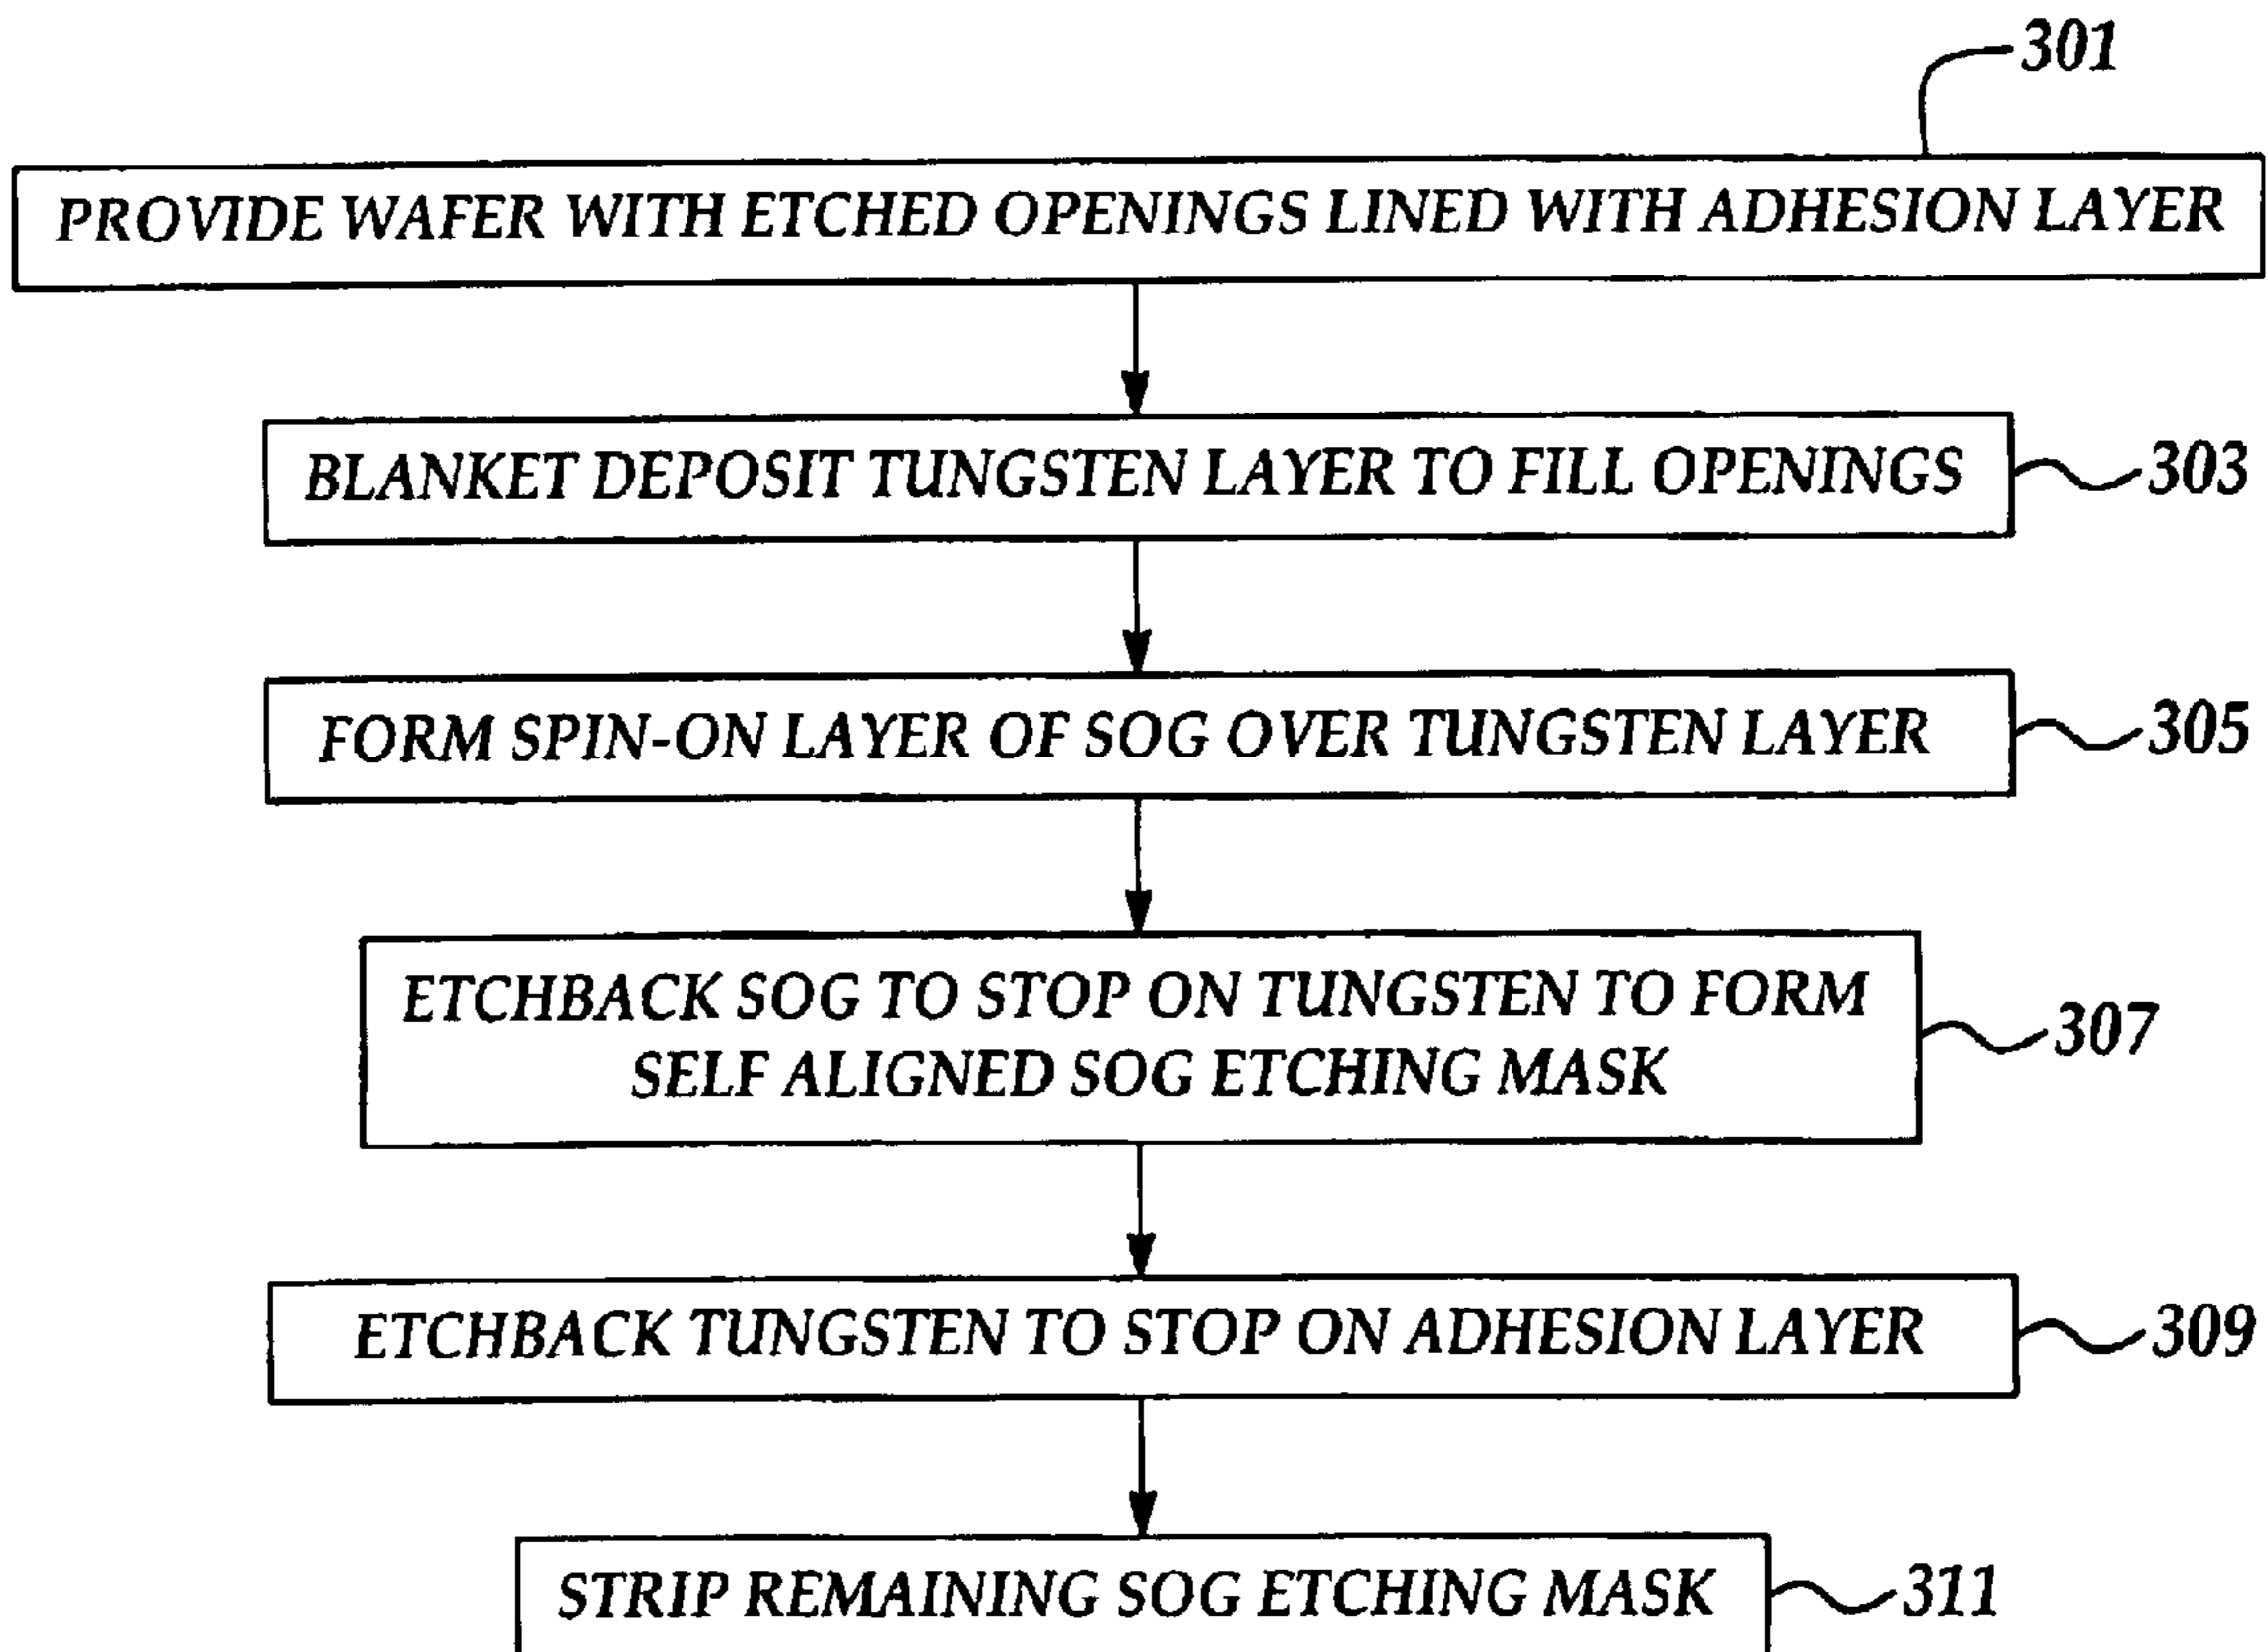 301
PROVIDE WAFER WITH ETCHED OPENINGS LINED WITH ADHESION LAYER
BLANKET DEPOSIT TUNGSTEN LAYER TO FILL OPENINGS
303
FORM SPIN-ON LAYER OF SOG OVER TUNGSTEN LAYER
305
ETCHBACK SOG TO STOP ON TUNGSTEN TO FORM
SELF ALIGNED SOG ETCHING MASK
307
ETCHBACK TUNGSTEN TO STOP ON ADHESION LAYER
309
STRIP REMAINING SOG ETCHING MASK
311